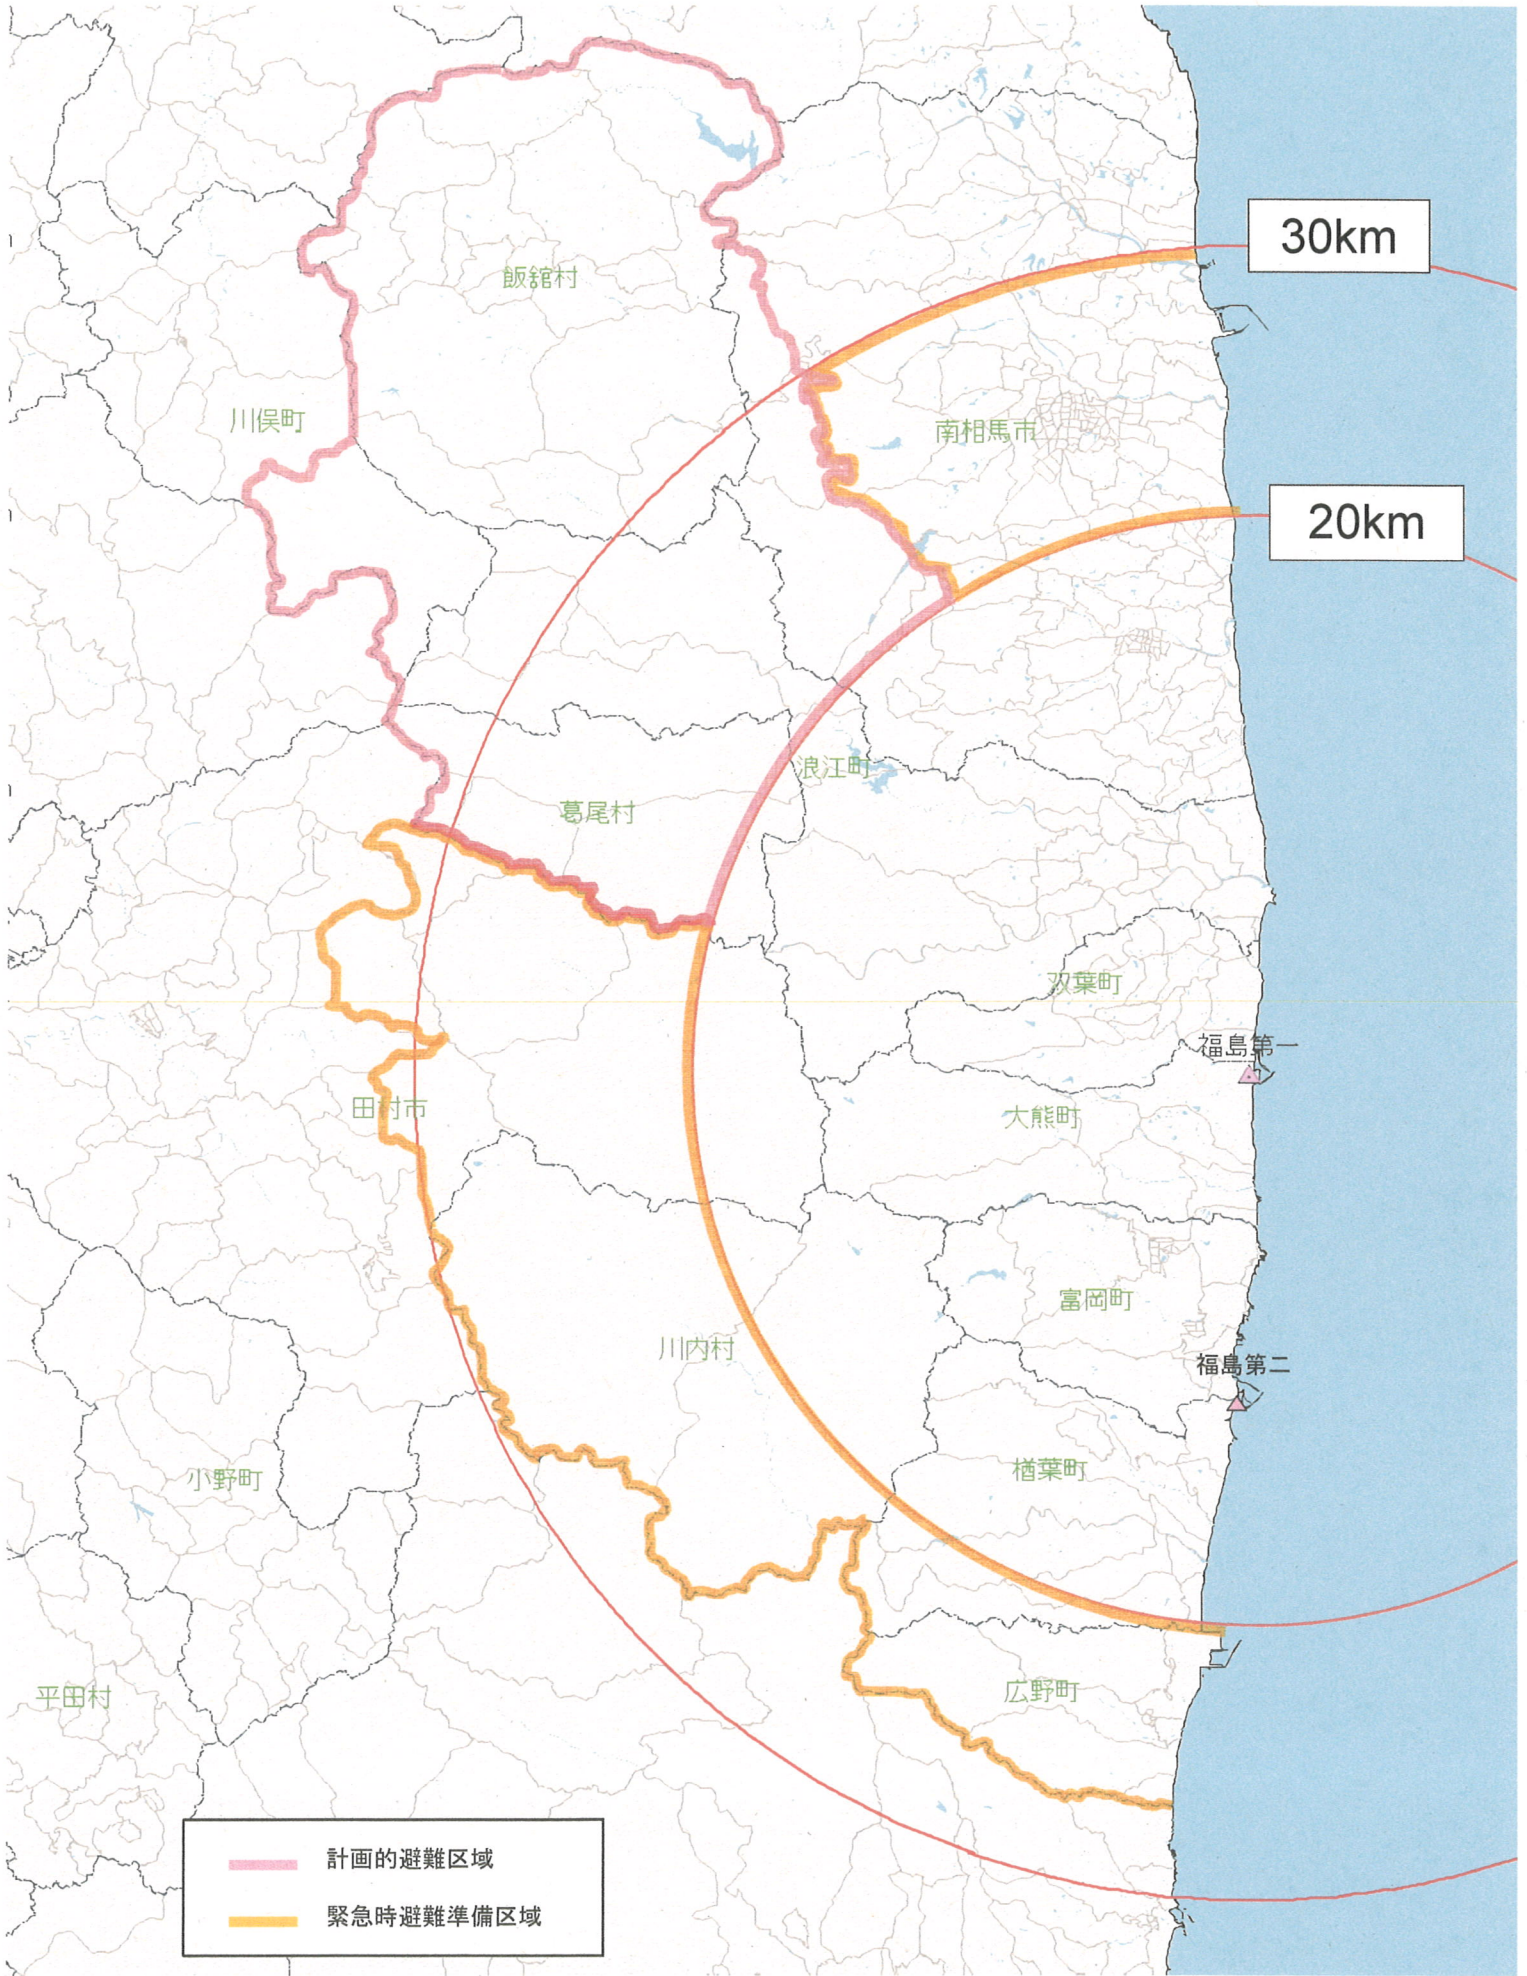 30km
飯舘村
川俣町
南相馬市
20km
浪江町
葛尾村
双葉町
福島第一
田村市
大熊町
富岡町
川内村
福島第二
楢葉町
小野町
広野町
平田村
計画的避難区域
緊急時避難準備区域